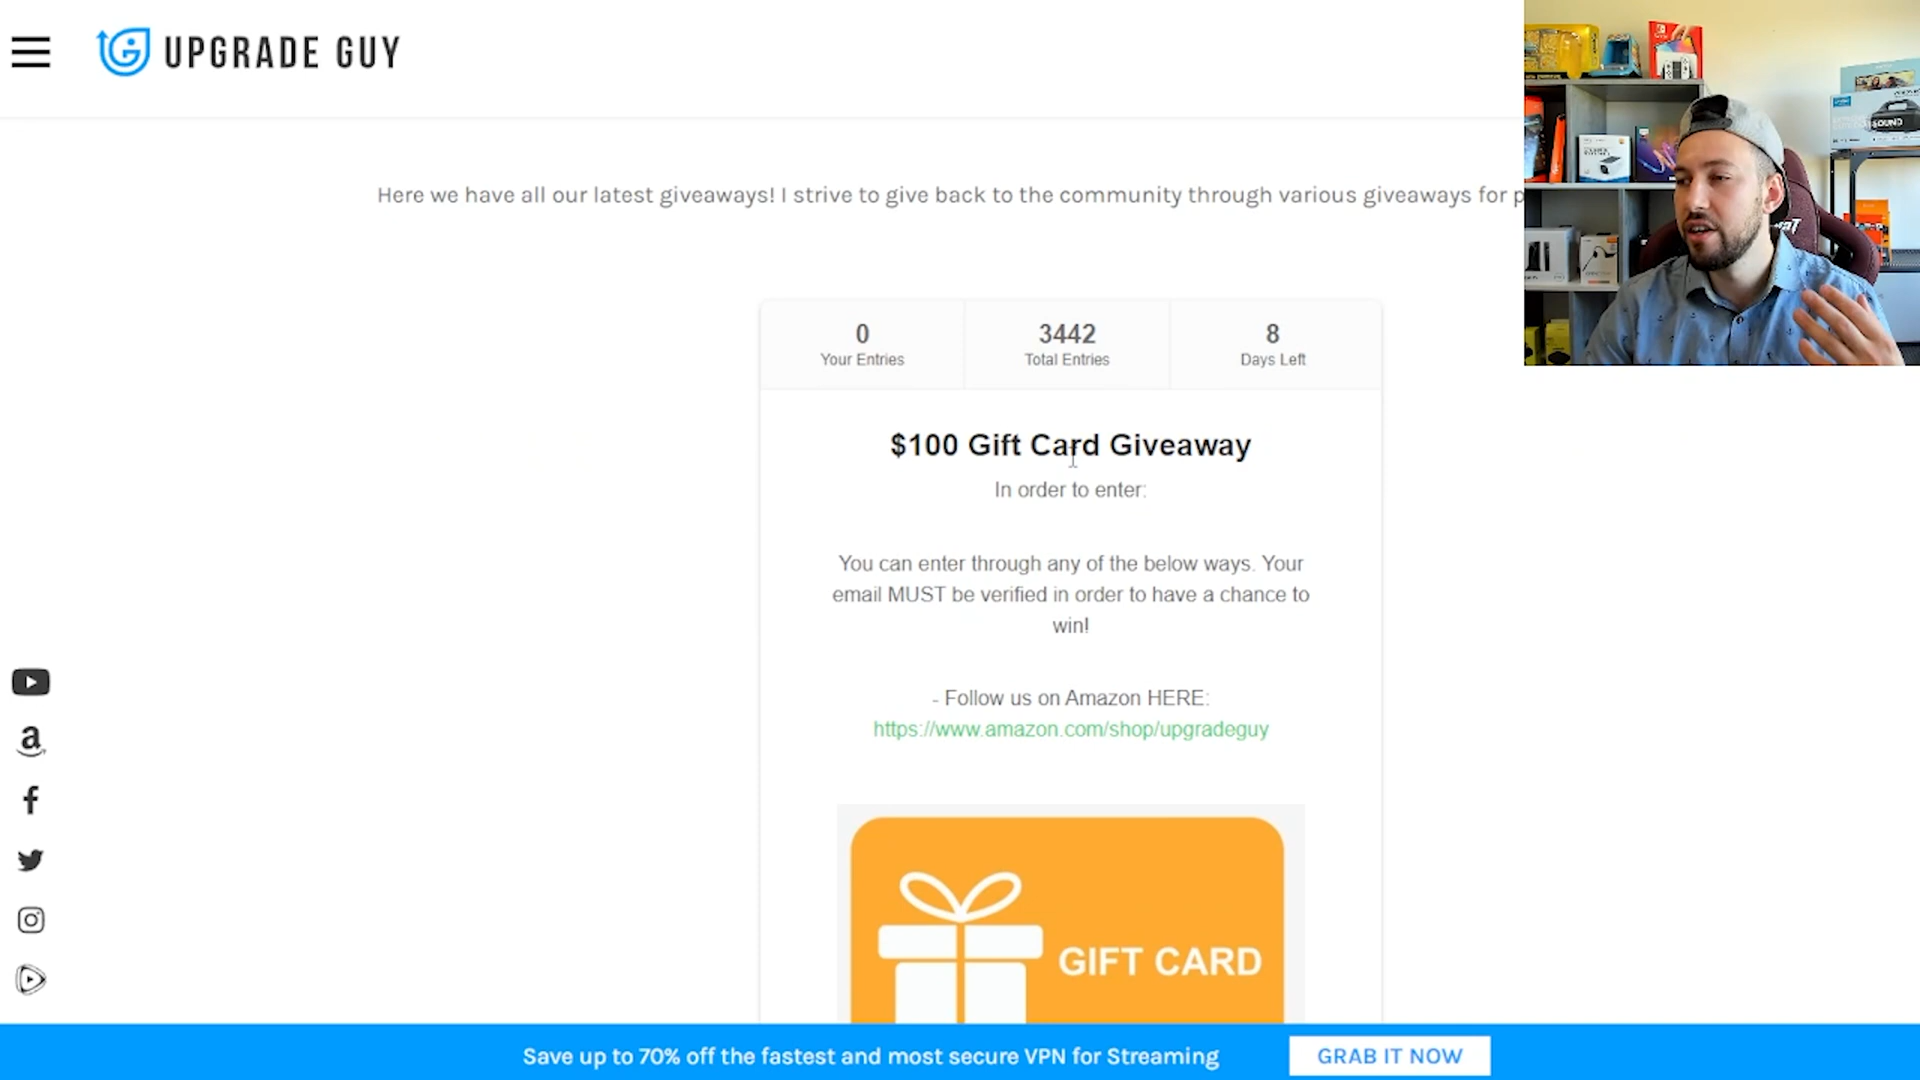 UPGRADE GUY
Here we have all our latest giveaways! I strive to give back to the community through various giveaways for p
0
Your Entries
3442
Total Entries
8
Days Left
$100 Gift Card Giveaway
In order to enter:
You can enter through any of the below ways. Your
email MUST be verified in order to have a chance to
win!
- Follow us on Amazon HERE:
https://www.amazon.com/shop/upgradeguy
GIFT CARD
Save up to 70% off the fastest and most secure VPN for Streaming
GRAB IT NOW